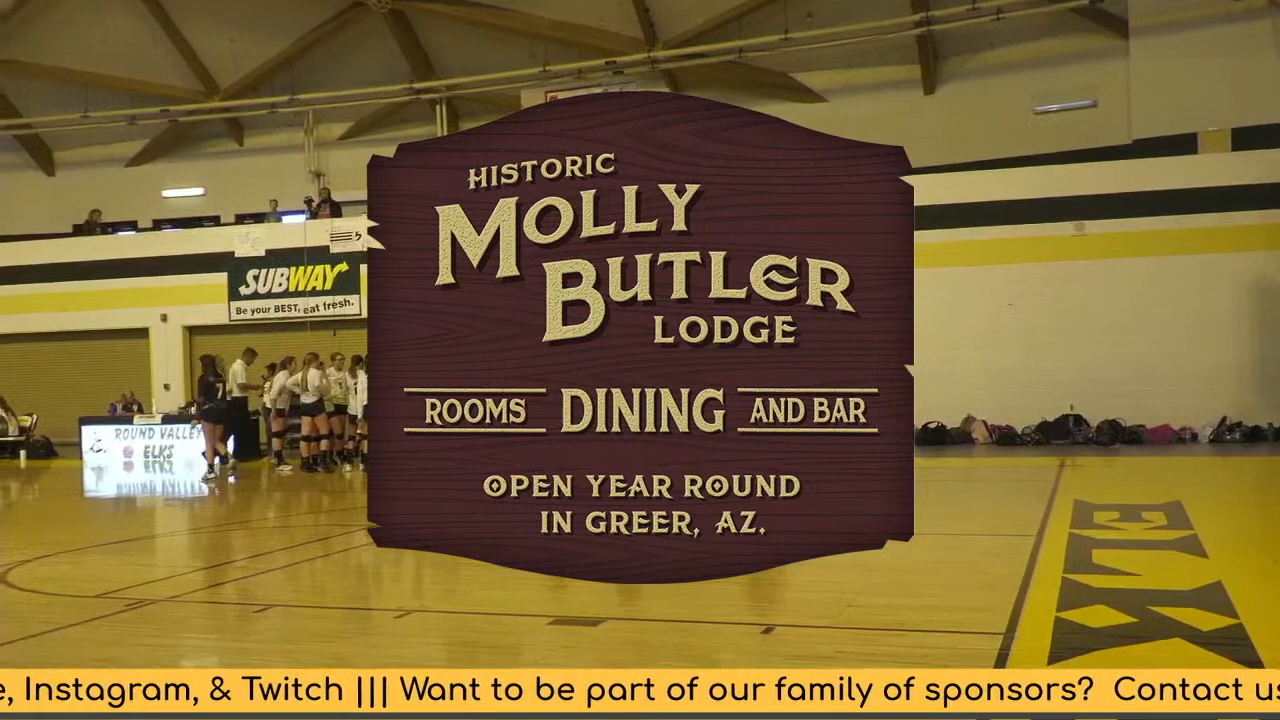 HISTORIC
MOLLY
BUTLER
LODGE
ROOMS DINING AND BAR
OPEN YEAR ROUND
IN GREER, AZ.
SUBWAY
Be your BEST, eat fresh.
ROUND VALLEY
ELKS
ELK
e, Instagram, & Twitch ||| Want to be part of our family of sponsors? Contact us